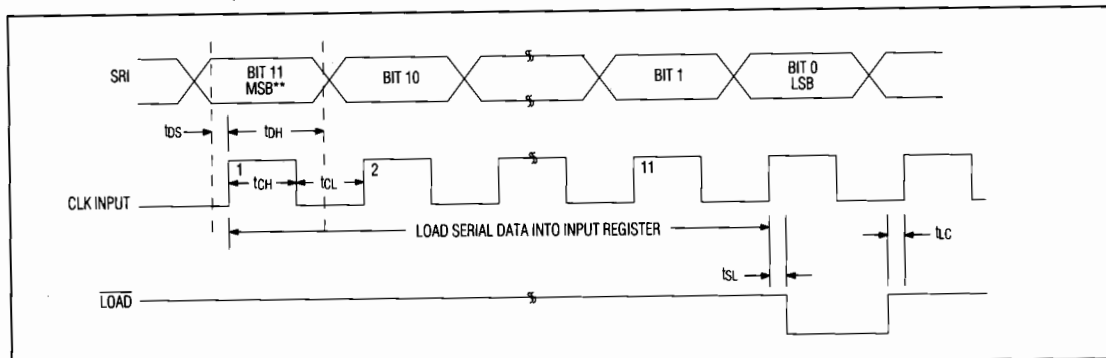 SRI
BIT 11
MSB**
BIT 10
BIT 1
BIT 0
LSB
tDS
tDH
1
2
11
tCH
tCL
CLK INPUT
LOAD SERIAL DATA INTO INPUT REGISTER
tLC
tSL
LOAD